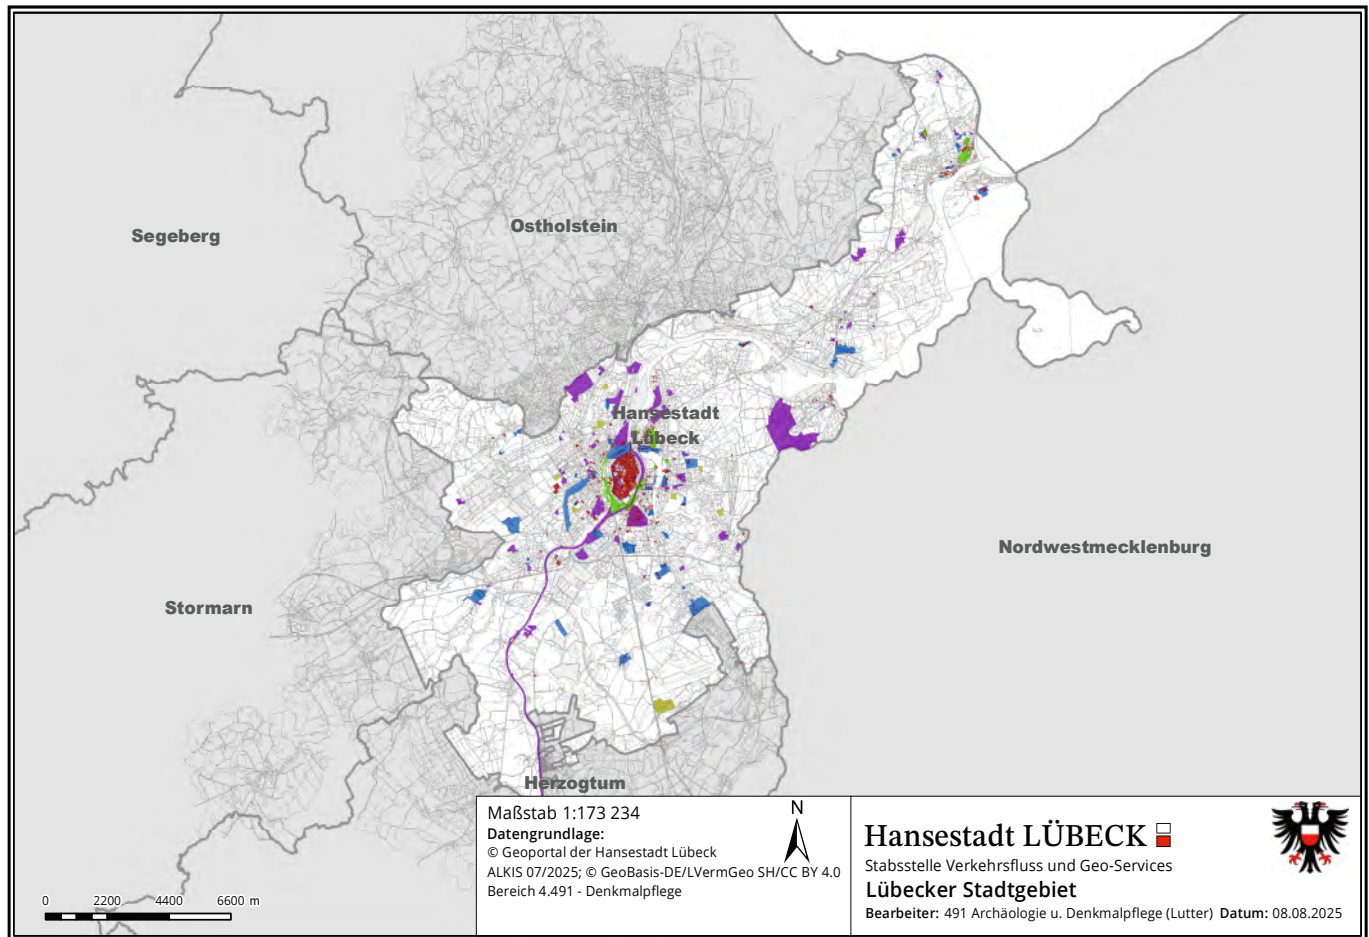 Segeberg
Ostholstein
Hansestadt
Lübeck
Nordwestmecklenburg
Stormarn
Herzogtum
0 2200 4400 6600 m
Maßstab 1:173 234
Datengrundlage:
© Geoportal der Hansestadt Lübeck
ALKIS 07/2025; © GeoBasis-DE/LVermGeo SH/CC BY 4.0
Bereich 4.491 - Denkmalpflege
N
Hansestadt LÜBECK
Stabsstelle Verkehrsfluss und Geo-Services
Lübecker Stadtgebiet
Bearbeiter: 491 Archäologie u. Denkmalpflege (Lutter) Datum: 08.08.2025